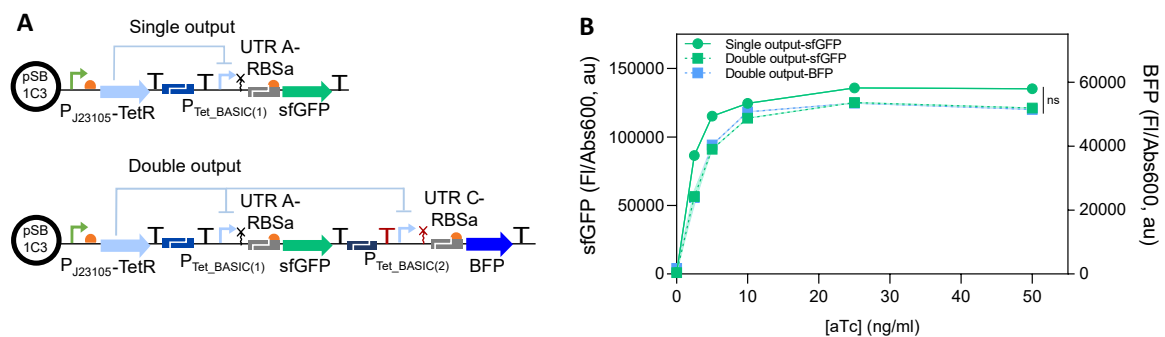 A
Single output
pSB
1C3
UTR A-
RBSa
P_J23105-TetR
P_Tet_BASIC(1)
sfGFP
Double output
pSB
1C3
UTR A-
RBSa
UTR C-
RBSa
P_J23105-TetR
P_Tet_BASIC(1)
sfGFP
P_Tet_BASIC(2)
BFP
B
Single output-sfGFP
Double output-sfGFP
Double output-BFP
sfGFP (FI/Abs600, au)
150000
100000
50000
0
BFP (FI/Abs600, au)
60000
40000
20000
0
ns
0 10 20 30 40 50
[aTc] (ng/ml)